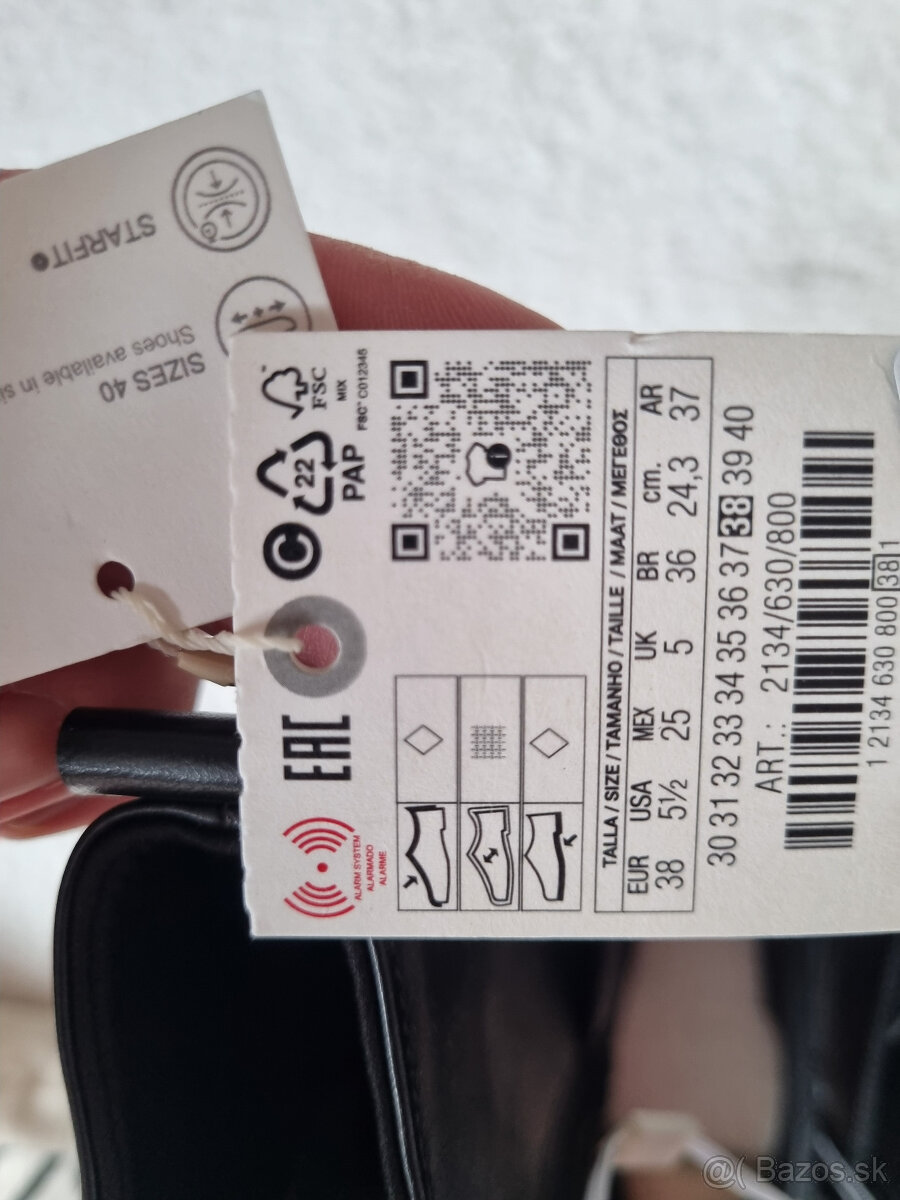 STARFIT®
SIZES 40
Shoes available in
FSC™
MIX
FSC™ C012345
22
PAP
EAC
ALARM SYSTEM
ALARMADO
ALARME
TALLA / SIZE / TAMANHO / TAILLE / MAAT / ΜΕΓΕΘΟΣ
EUR USA MEX UK BR cm. AR
38 5½ 25 5 36 24,3 37
30 31 32 33 34 35 36 37 38 39 40
ART.: 2134/630/800
1 2134 630 800 38 1
@( Bazos.sk